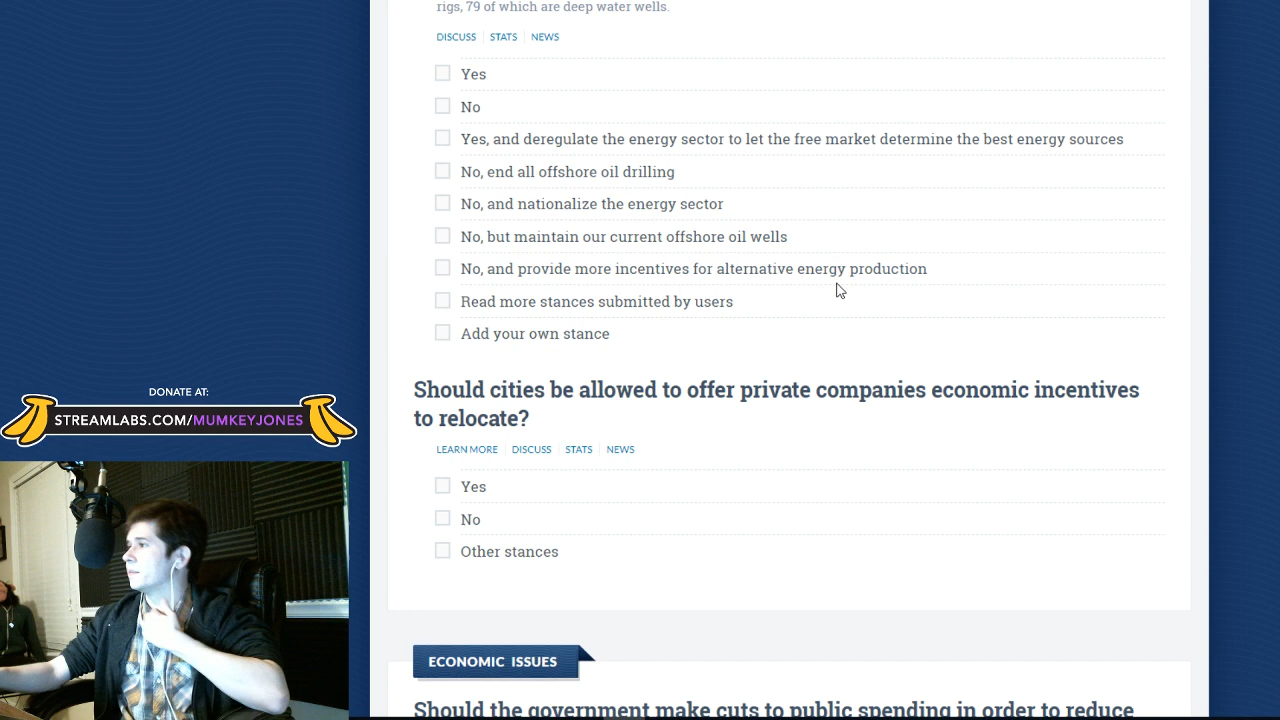 rigs, 79 of which are deep water wells.
DISCUSS STATS NEWS
Yes
No
Yes, and deregulate the energy sector to let the free market determine the best energy sources
No, end all offshore oil drilling
No, and nationalize the energy sector
No, but maintain our current offshore oil wells
No, and provide more incentives for alternative energy production
Read more stances submitted by users
Add your own stance
Should cities be allowed to offer private companies economic incentives
to relocate?
LEARN MORE DISCUSS STATS NEWS
Yes
No
Other stances
ECONOMIC ISSUES
Should the government make cuts to public spending in order to reduce
DONATE AT:
STREAMLABS.COM/MUMKEYJONES